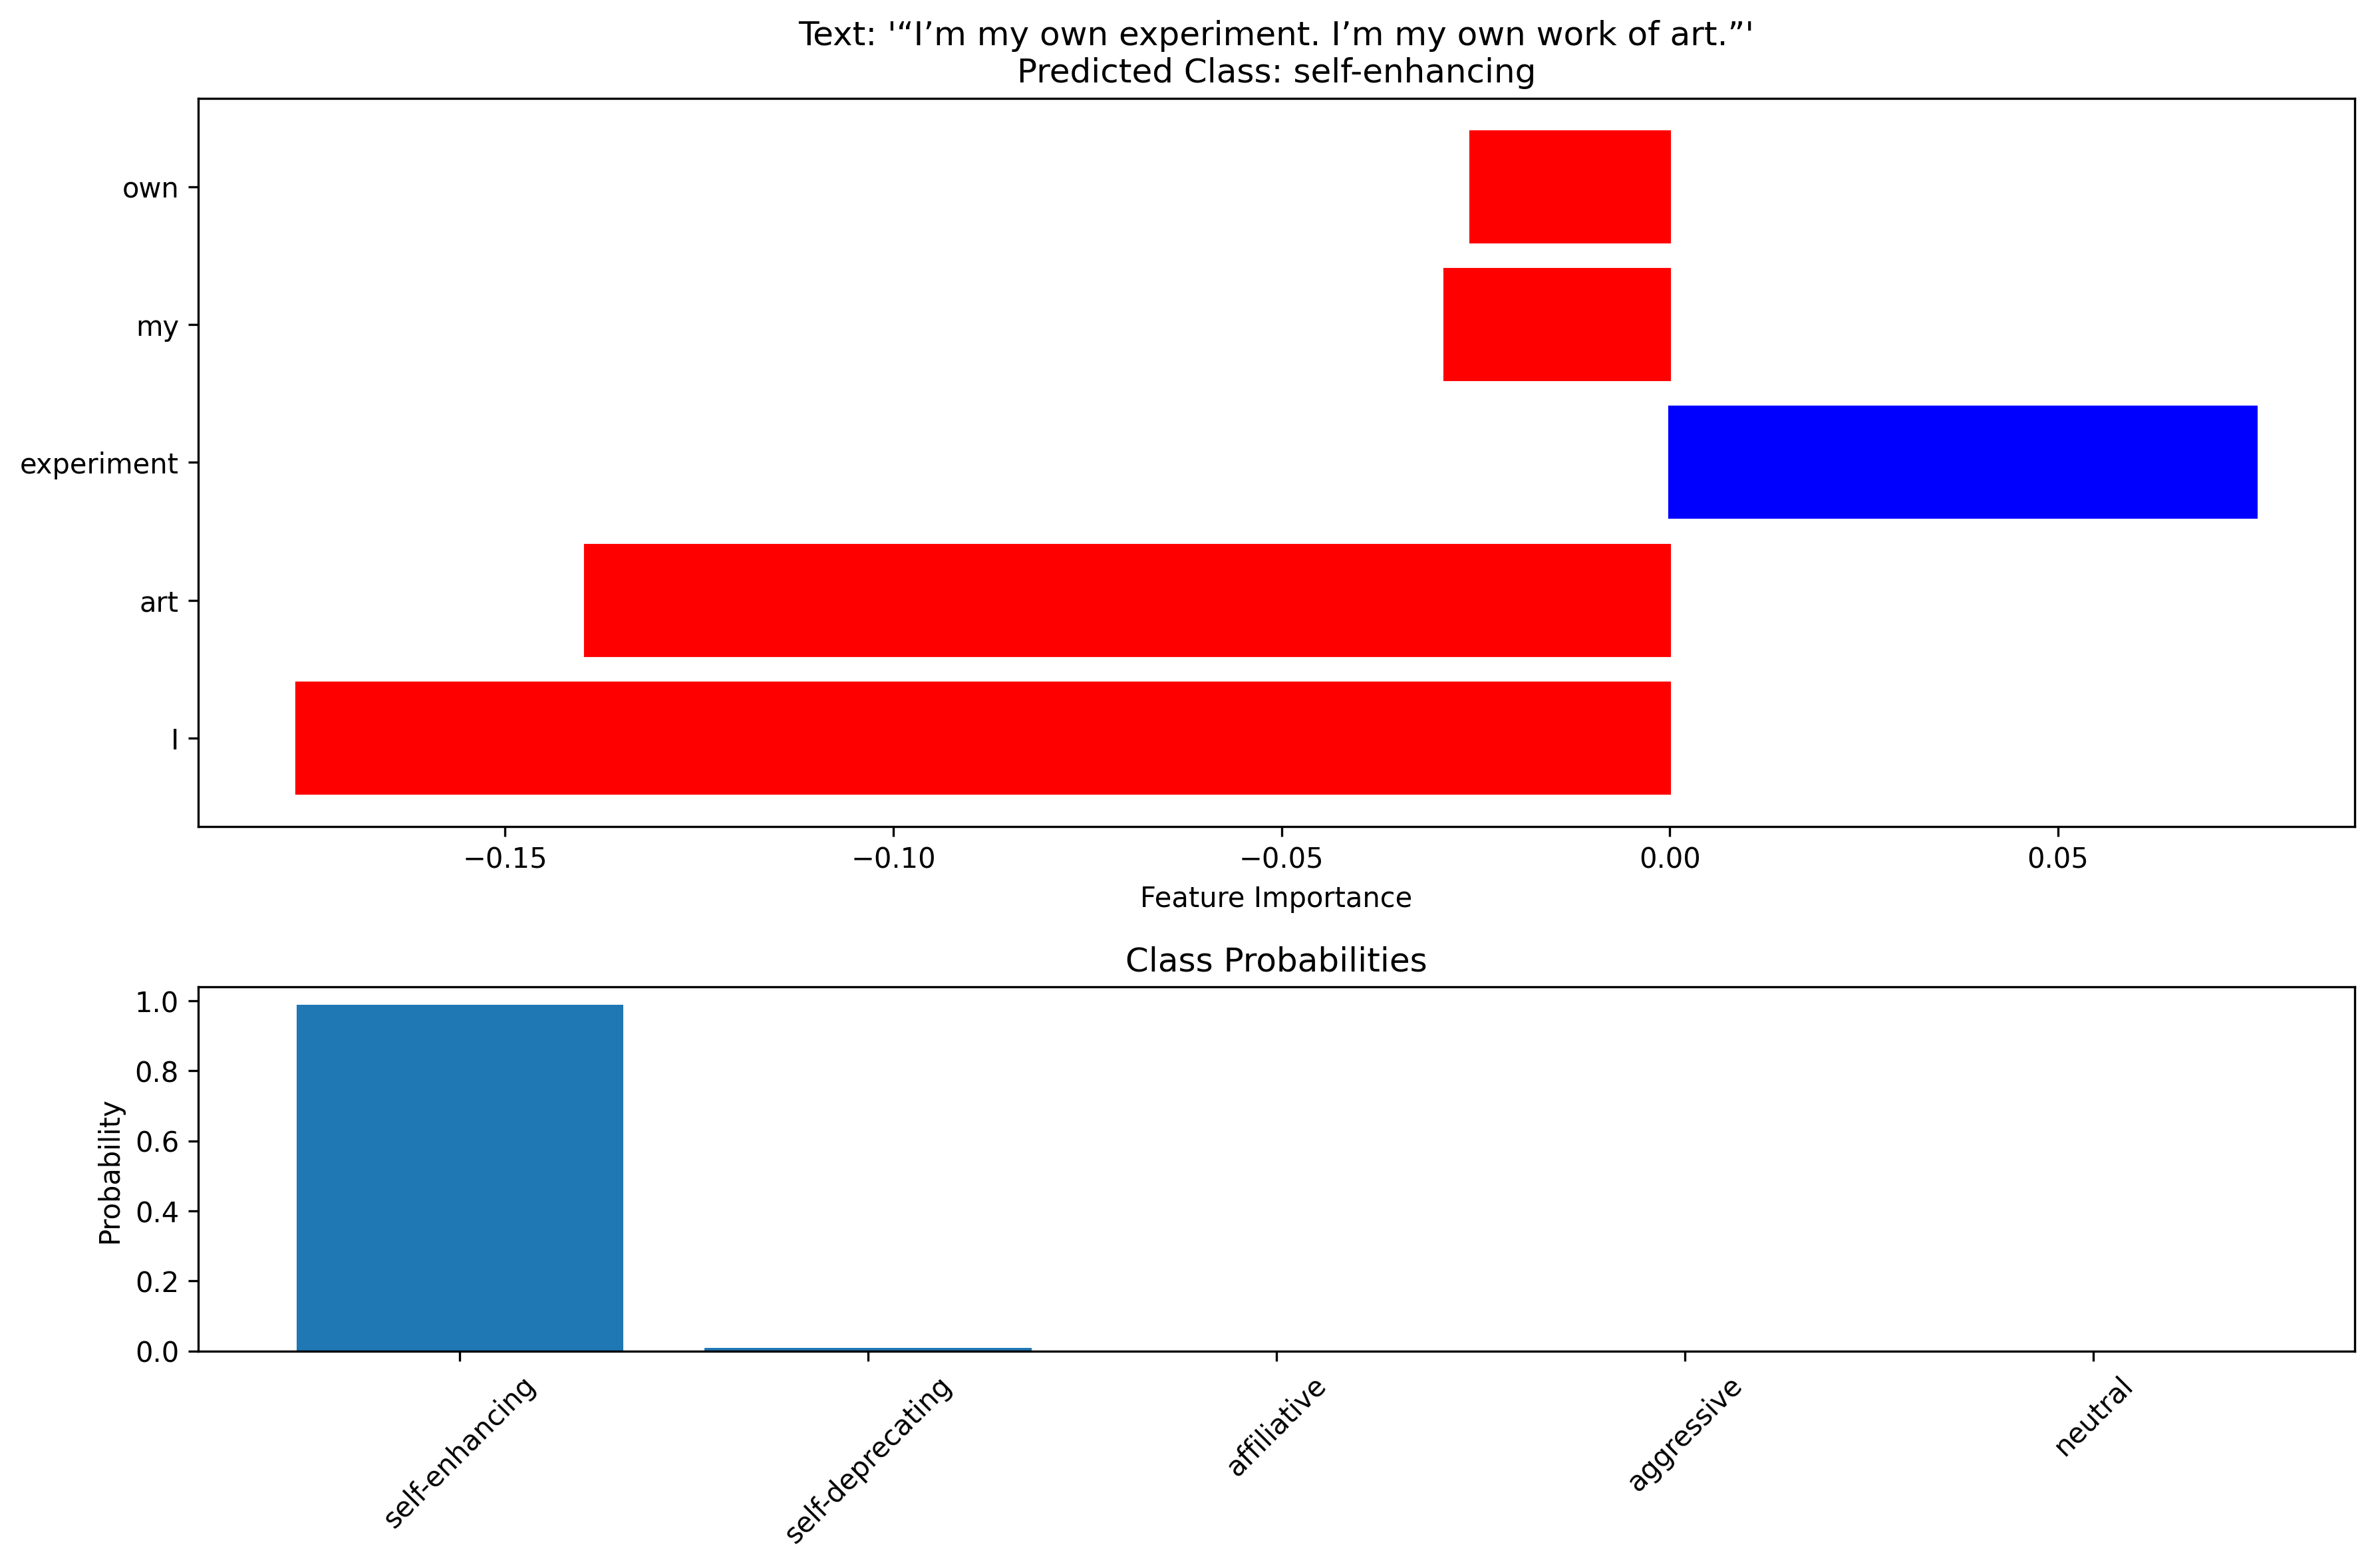 Text: '“I’m my own experiment. I’m my own work of art.”'
Predicted Class: self-enhancing
own
my
experiment
art
I
−0.15
−0.10
−0.05
0.00
0.05
Feature Importance
Class Probabilities
1.0
0.8
0.6
0.4
0.2
0.0
Probability
self-enhancing
self-deprecating
affiliative
aggressive
neutral